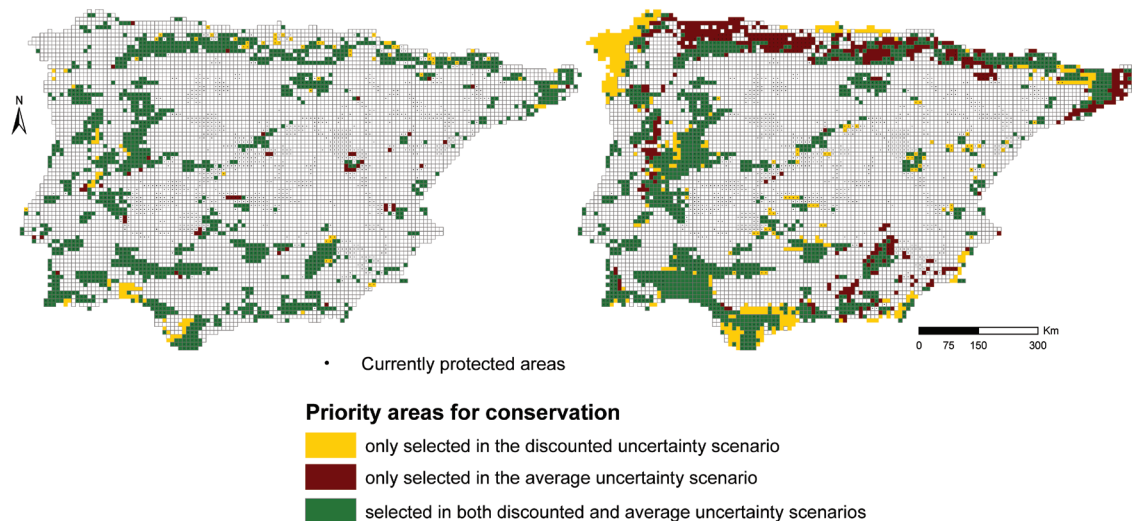 N
Km
0 75 150 300
Currently protected areas
Priority areas for conservation
only selected in the discounted uncertainty scenario
only selected in the average uncertainty scenario
selected in both discounted and average uncertainty scenarios